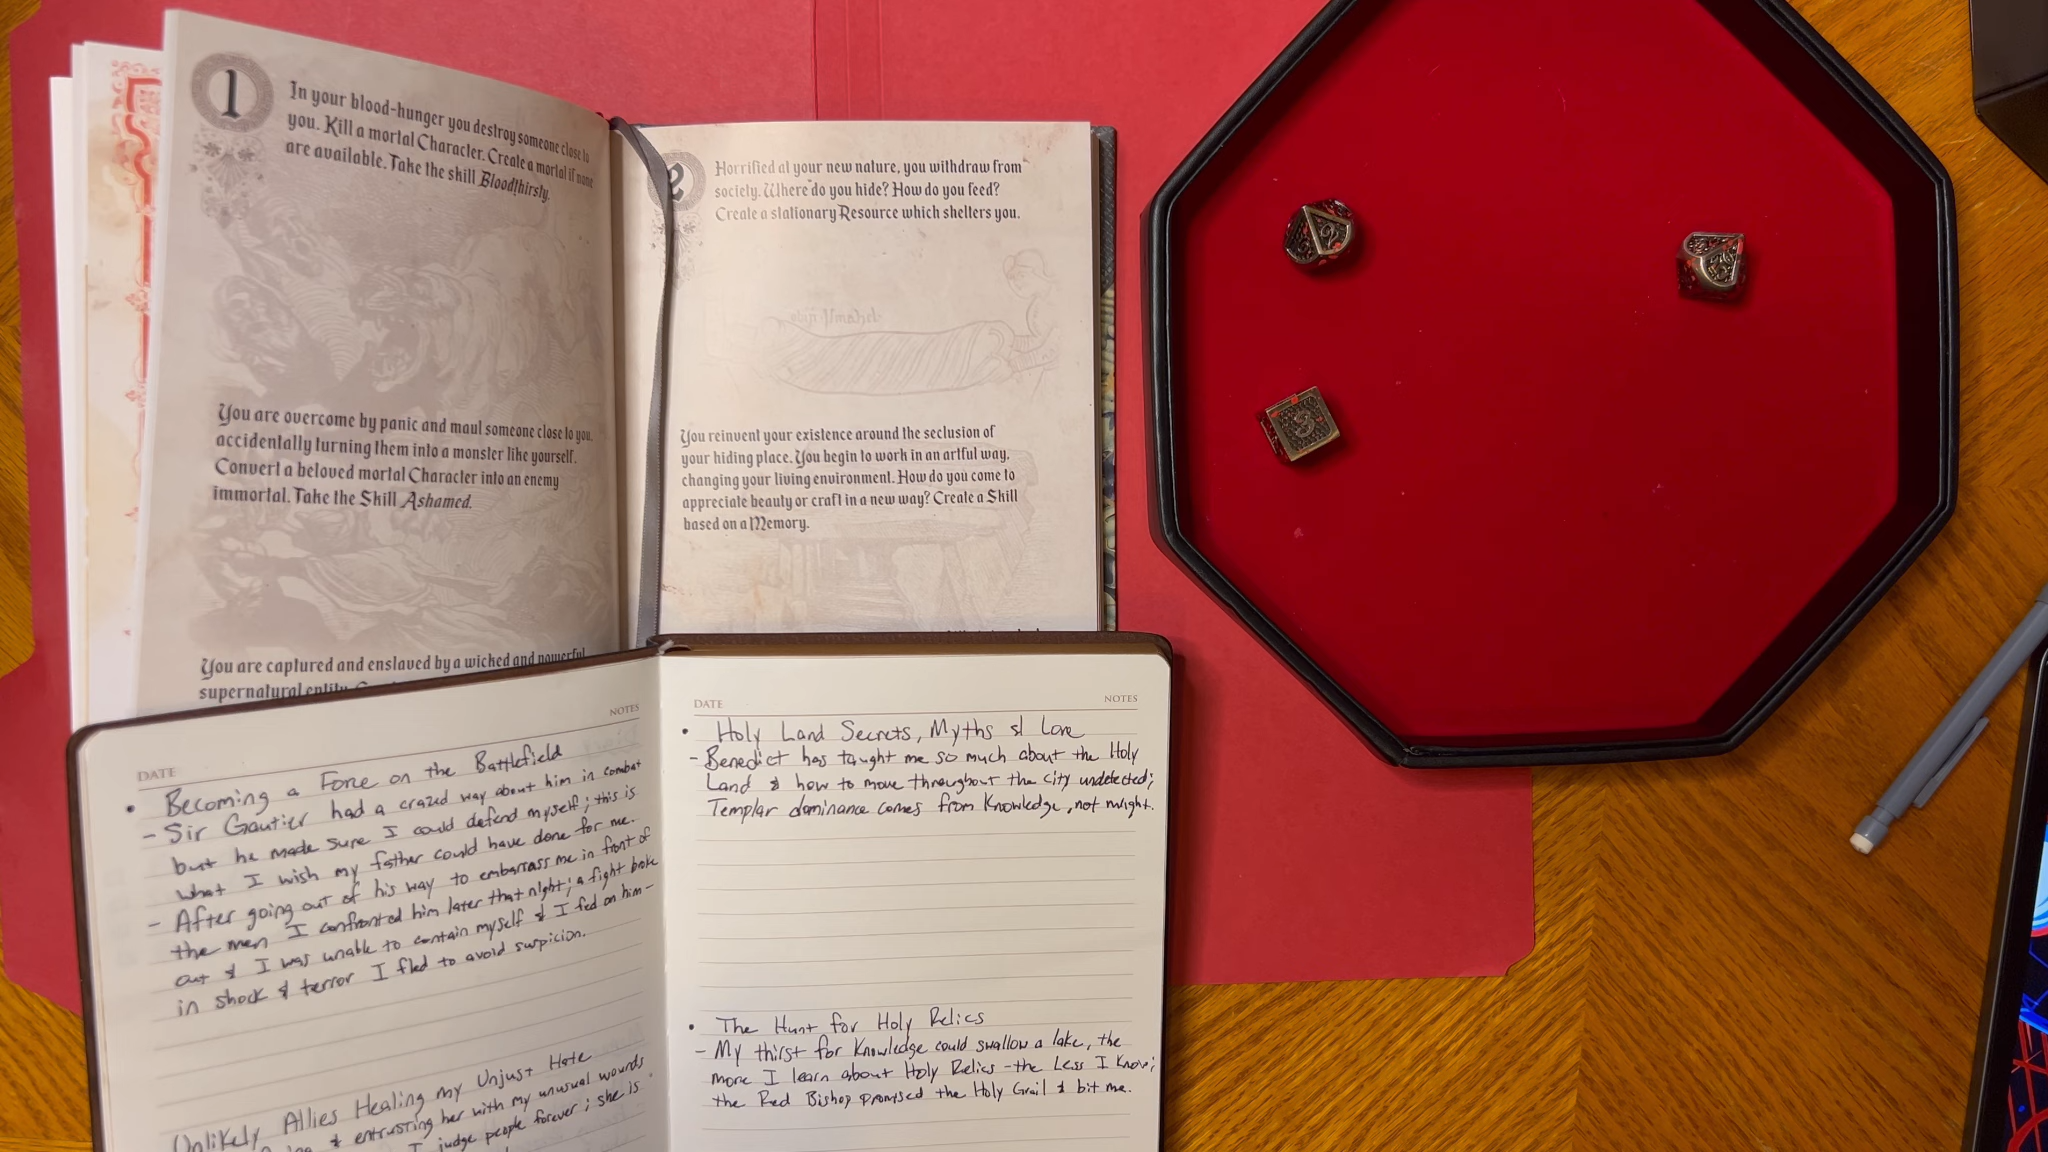 1
In your blood-hunger you destroy someone close to
you. Kill a mortal Character. Create a mortal if none
are available. Take the skill Bloodthirsty.
You are overcome by panic and maul someone close to you,
accidentally turning them into a monster like yourself.
Convert a beloved mortal Character into an enemy
immortal. Take the Skill Ashamed.
You are captured and enslaved by a wicked and powerful
supernatural entity.
2
Horrified at your new nature, you withdraw from
society. Where do you hide? How do you feed?
Create a stationary Resource which shelters you.
You reinvent your existence around the seclusion of
your hiding place. You begin to work in an artful way,
changing your living environment. How do you come to
appreciate beauty or craft in a new way? Create a Skill
based on a Memory.
DATE
NOTES
• Becoming a Force on the Battlefield
- Sir Gautier had a crazed way about him in combat
but he made sure I could defend myself; this is
what I wish my father could have done for me.
- After going out of his way to embarrass me in front of
the men I confronted him later that night; a fight broke
out & I was unable to contain myself & I fed on him -
in shock & terror I fled to avoid suspicion.
Unlikely Allies Healing my Unjust Hate
& entrusting her with my unusual wounds
I judge people forever; she is
DATE
NOTES
• Holy Land Secrets, Myths & Lore
- Benedict has taught me so much about the Holy
Land & how to move throughout the city undetected;
Templar dominance comes from Knowledge, not might.
• The Hunt for Holy Relics
- My thirst for Knowledge could swallow a lake, the
more I learn about Holy Relics - the Less I Know;
the Red Bishop promised the Holy Grail & bit me.